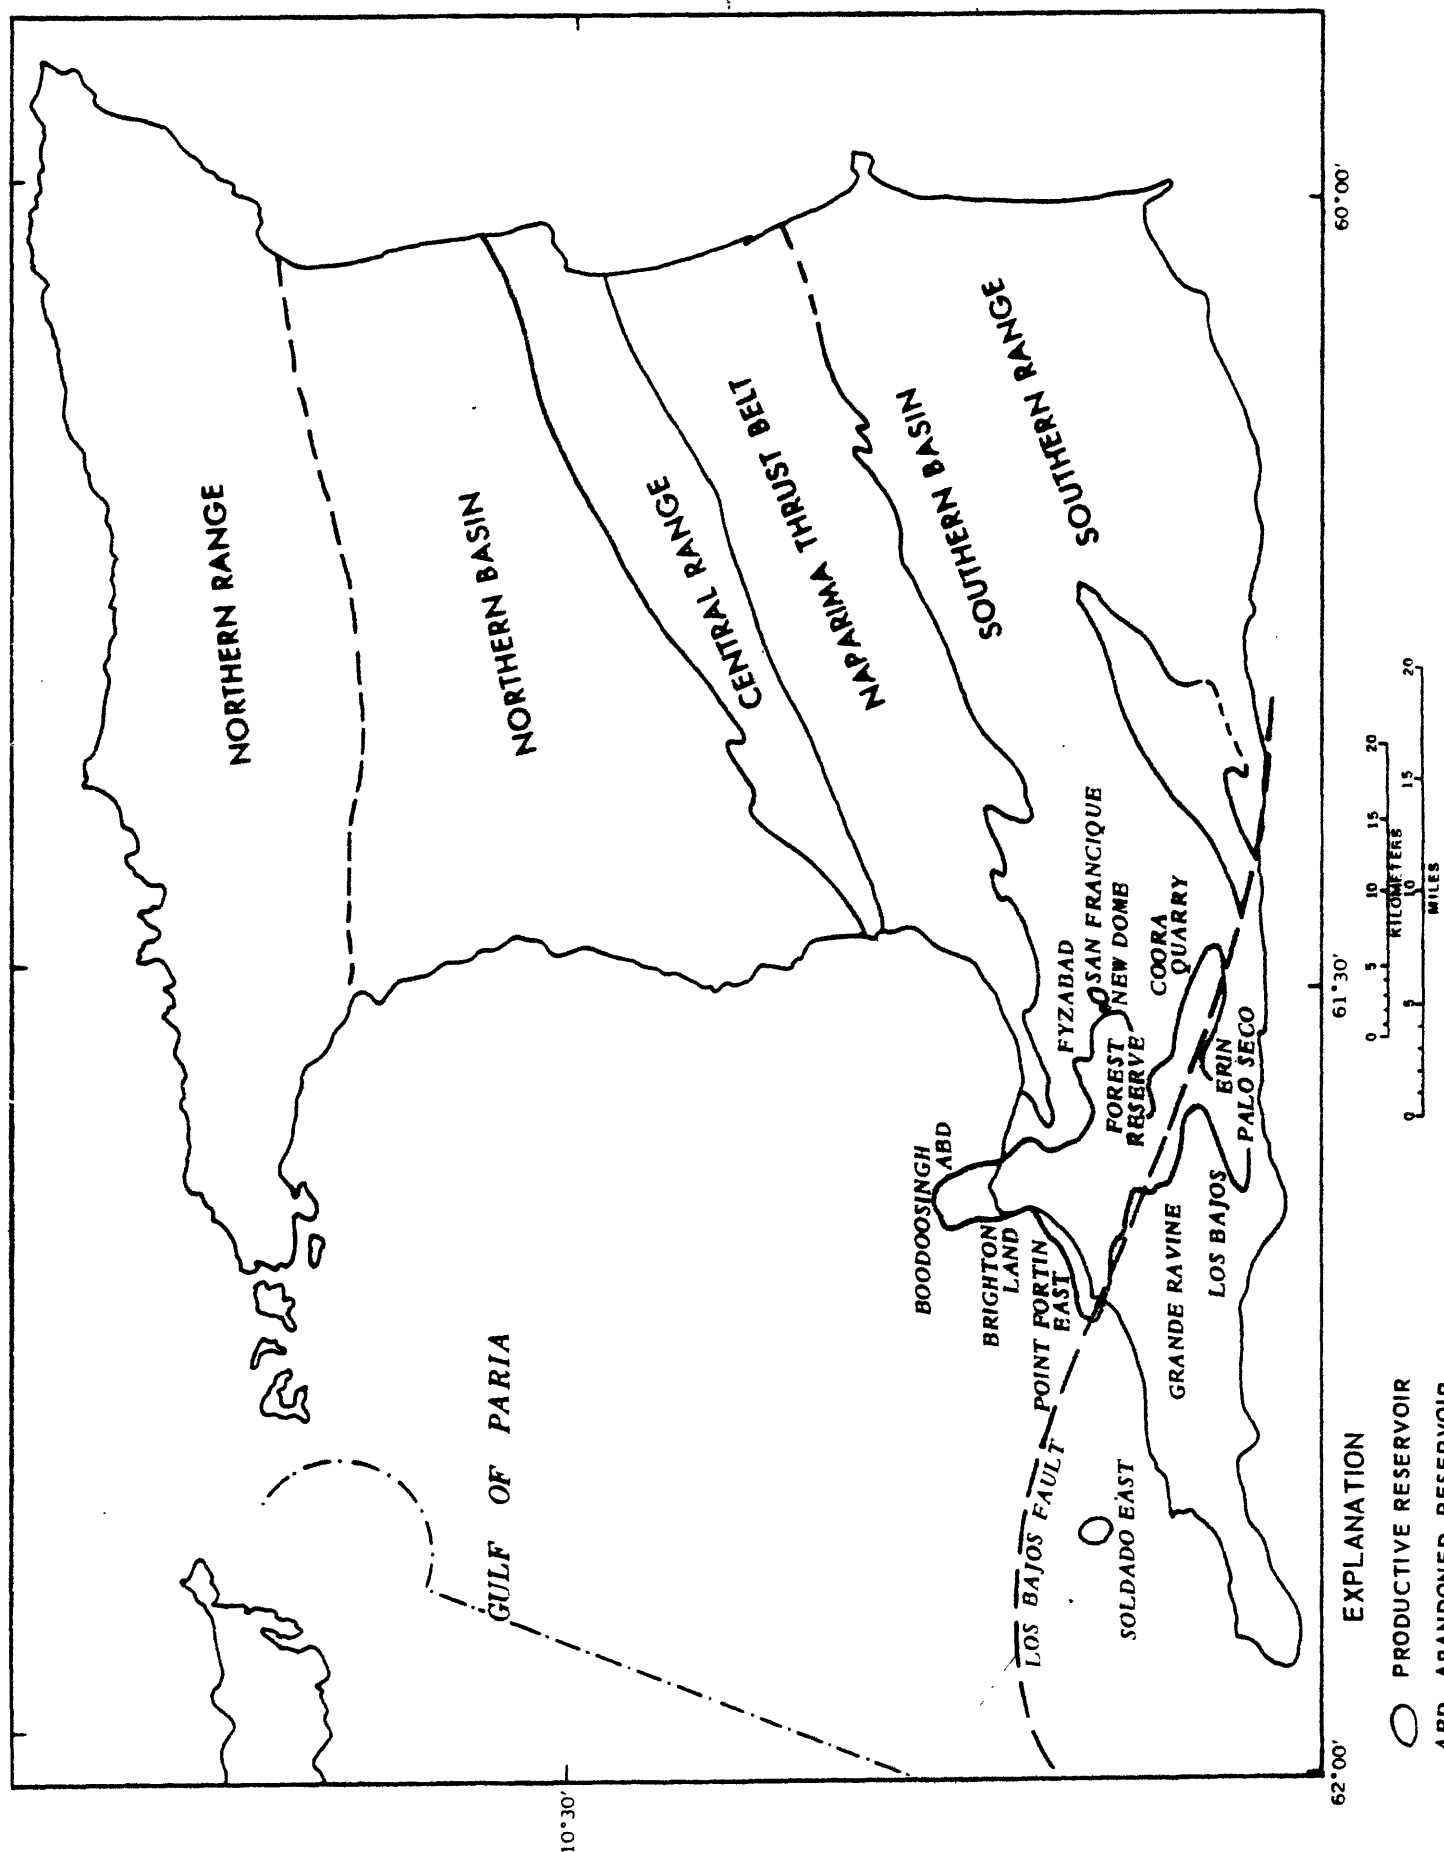 NORTHERN RANGE
NORTHERN BASIN
CENTRAL RANGE
NAPARIMA THRUST BELT
SOUTHERN BASIN
SOUTHERN RANGE
GULF OF PARIA
BOODOOSINGH
ABD
BRIGHTON
LAND
POINT FORTIN
EAST
FYZABAD
SAN FRANCIQUE
NEW DOME
FOREST
RESERVE
COORA
QUARRY
ERIN
PALO SECO
GRANDE RAVINE
LOS BAJOS
LOS BAJOS FAULT
SOLDADO EAST
10°30'
62°00'
61°30'
60°00'
0 5 10 15 20
KILOMETERS
0 5 10 15 20
MILES
EXPLANATION
PRODUCTIVE RESERVOIR
ABD ABANDONED RESERVOIR